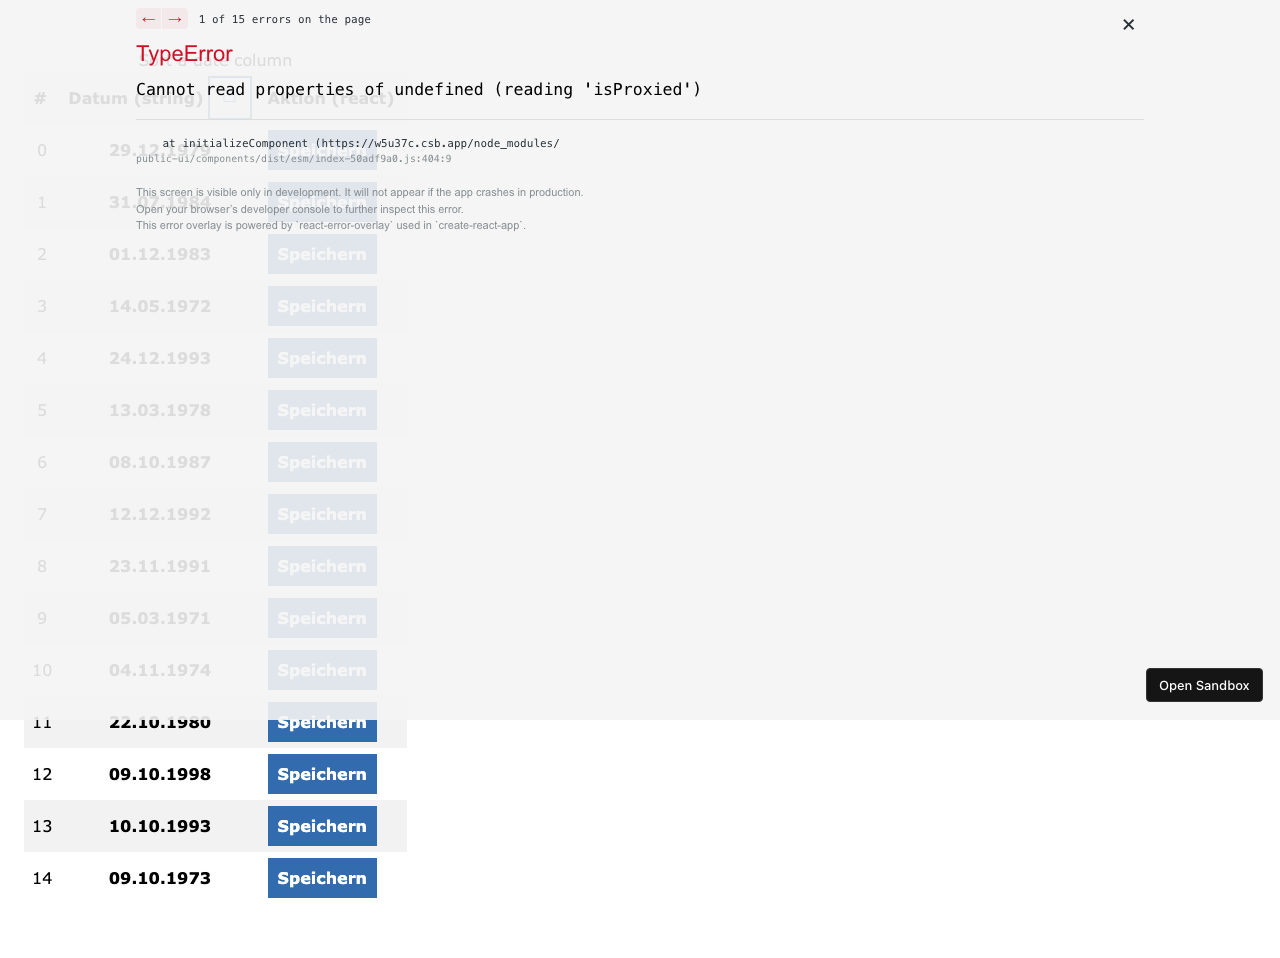 ← → 1 of 15 errors on the page
×
TypeError
Sort a date column
Cannot read properties of undefined (reading 'isProxied')
# Datum (string) Aktion (react)
at initializeComponent (https://w5u37c.csb.app/node_modules/
public-ui/components/dist/esm/index-50adf9a0.js:404:9
0 29.12.1979 Speichern
This screen is visible only in development. It will not appear if the app crashes in production.
1 31.07.1984 Speichern
Open your browser's developer console to further inspect this error.
This error overlay is powered by `react-error-overlay` used in `create-react-app`.
2 01.12.1983 Speichern
3 14.05.1972 Speichern
4 24.12.1993 Speichern
5 13.03.1978 Speichern
6 08.10.1987 Speichern
7 12.12.1992 Speichern
8 23.11.1991 Speichern
9 05.03.1971 Speichern
10 04.11.1974 Speichern
Open Sandbox
11 22.10.1980 Speichern
12 09.10.1998 Speichern
13 10.10.1993 Speichern
14 09.10.1973 Speichern